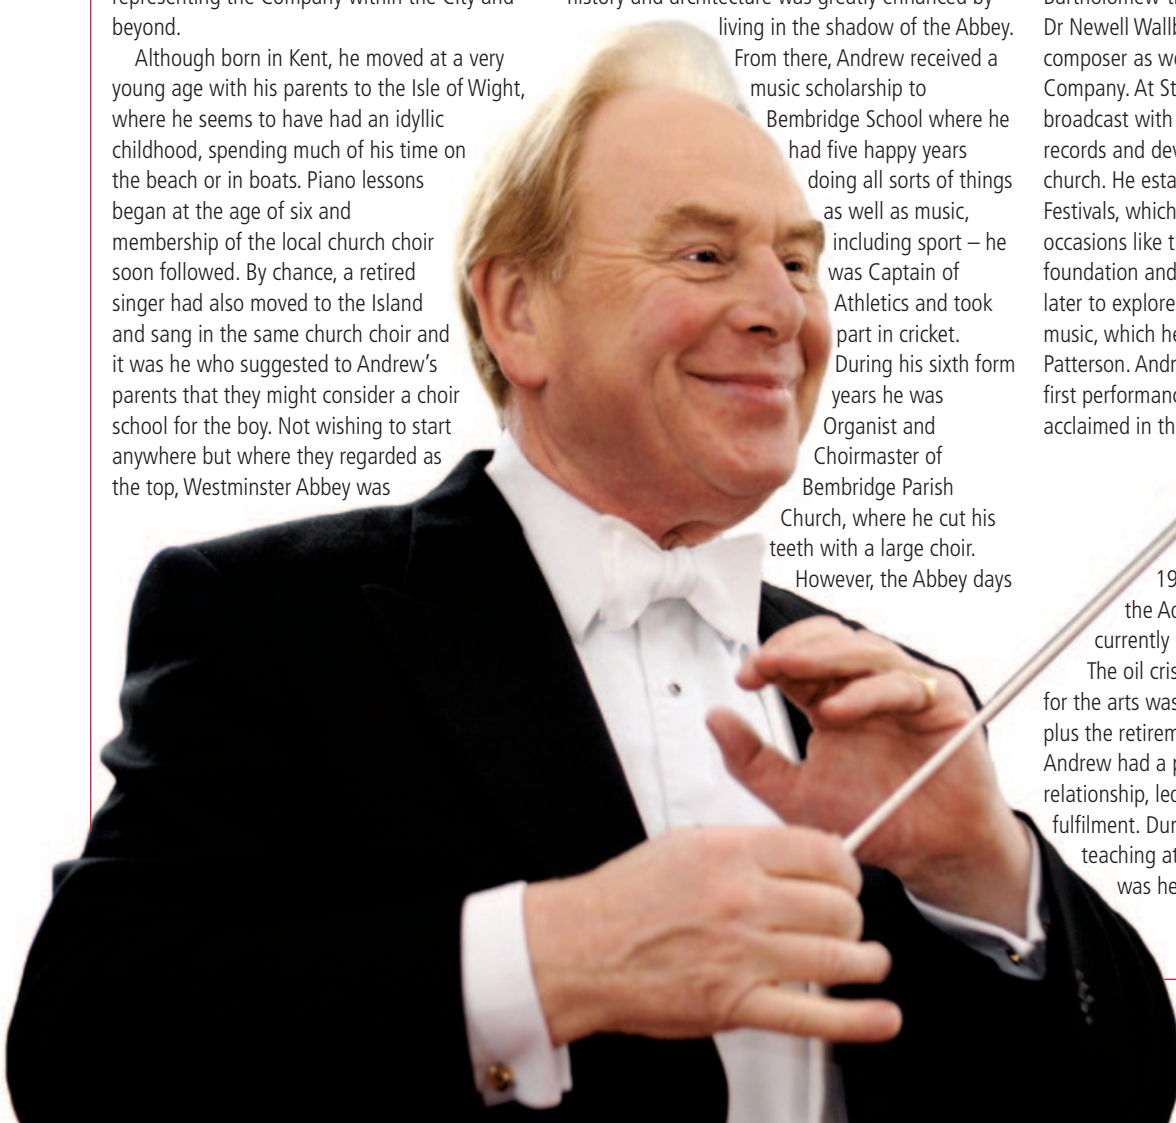 representing the Company within the City and
beyond.
Although born in Kent, he moved at a very
young age with his parents to the Isle of Wight,
where he seems to have had an idyllic
childhood, spending much of his time on
the beach or in boats. Piano lessons
began at the age of six and
membership of the local church choir
soon followed. By chance, a retired
singer had also moved to the Island
and sang in the same church choir and
it was he who suggested to Andrew’s
parents that they might consider a choir
school for the boy. Not wishing to start
anywhere but where they regarded as
the top, Westminster Abbey was
history and architecture was greatly enhanced by
living in the shadow of the Abbey.
From there, Andrew received a
music scholarship to
Bembridge School where he
had five happy years
doing all sorts of things
as well as music,
including sport – he
was Captain of
Athletics and took
part in cricket.
During his sixth form
years he was
Organist and
Choirmaster of
Bembridge Parish
Church, where he cut his
teeth with a large choir.
However, the Abbey days
Dr Newell
composer as
Company. At
broadcast with
records and
church. He
Festivals, which
occasions like
foundation and
later to explore
music, which
Patterson.
first
acclaimed in
the
currently
The oil
for the arts was
plus the
Andrew had a
relationship,
fulfilment.
teaching
was